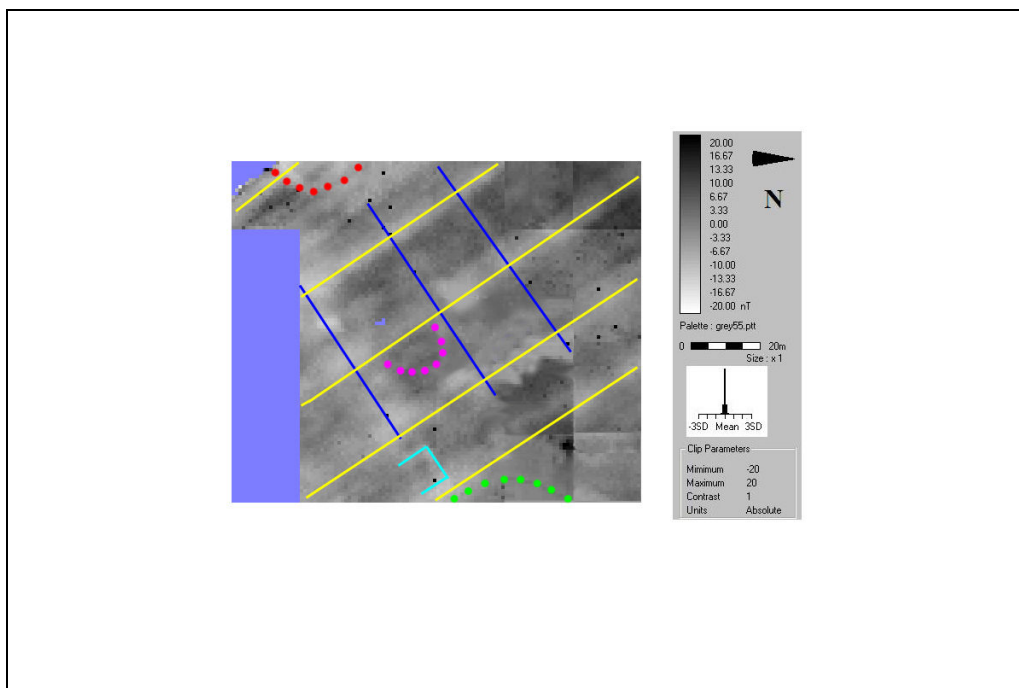 20.00
16.67
13.33
10.00
6.67
3.33
0.00
-3.33
-6.67
-10.00
-13.33
-16.67
-20.00 nT
N
Palette : grey55.ptt
0 20m
Size : x 1
-3SD Mean 3SD
Clip Parameters
Minimum -20
Maximum 20
Contrast 1
Units Absolute